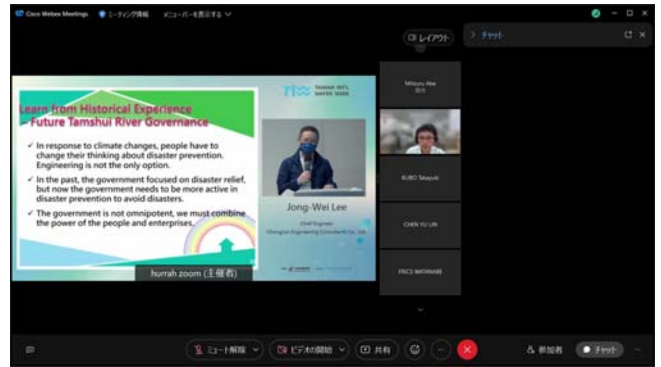 Cisco Webex Meetings
ミーティング情報
メニューバーを表示する
レイアウト
チャット
TIWW TAIWAN INT'L
WATER WEEK
Learn from Historical Experience
– Future Tamshui River Governance
✓ In response to climate changes, people have to
change their thinking about disaster prevention.
Engineering is not the only option.
✓ In the past, the government focused on disaster relief,
but now the government needs to be more active in
disaster prevention to avoid disasters.
✓ The government is not omnipotent, we must combine
the power of the people and enterprises.
Jong-Wei Lee
Chief Engineer
hurrah zoom (主催者)
Mitsuru Abe
自分
KUBO Takayuki
CHEN YU LIN
FRICS WATANABE
ミュート解除
ビデオの開始
共有
参加者
チャット